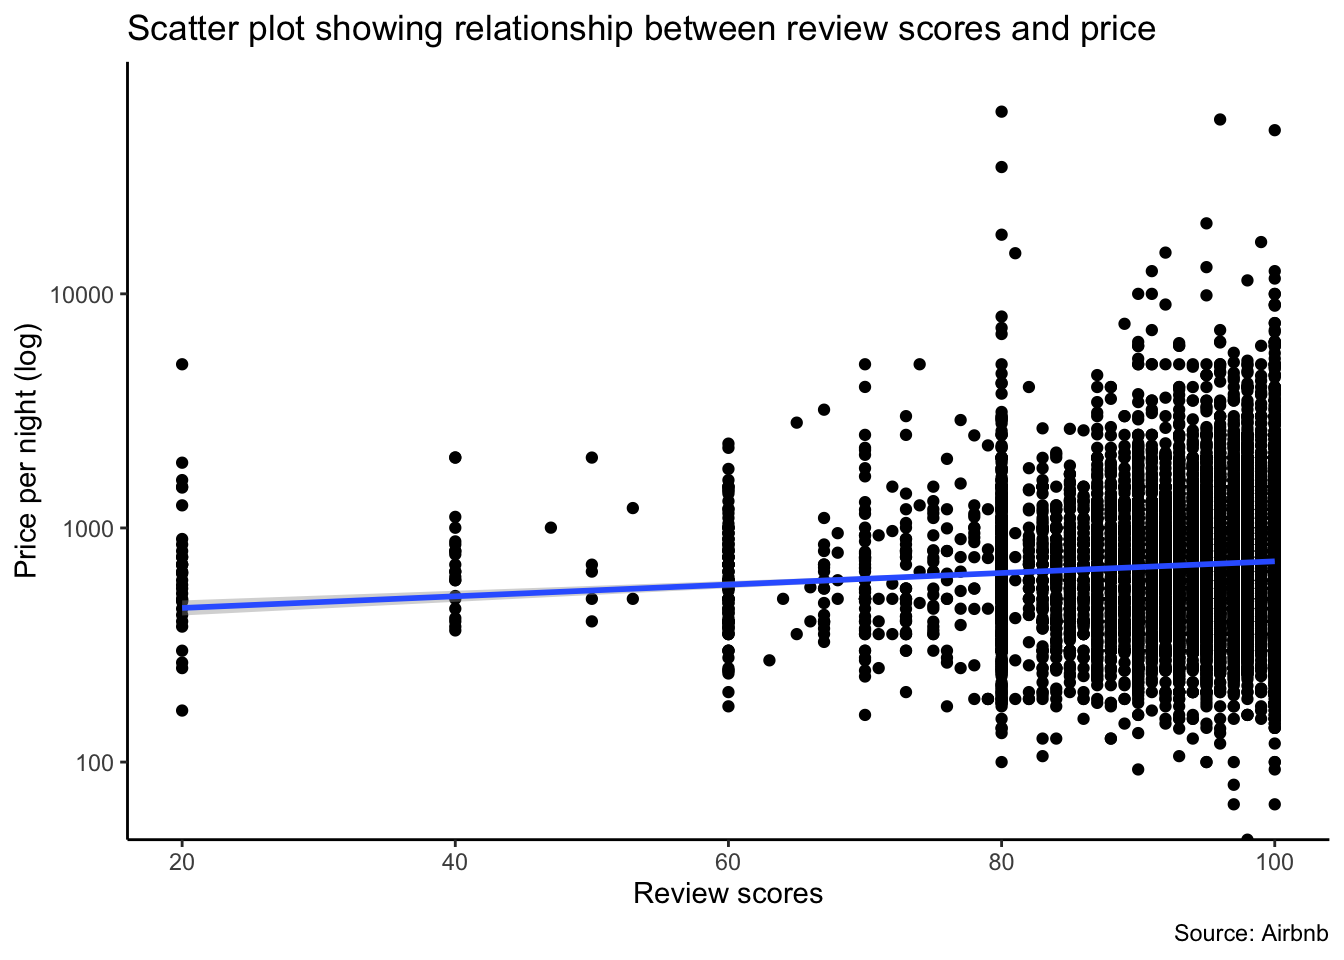 Scatter plot showing relationship between review scores and price
Price per night (log)
10000
1000
100
20 40 60 80 100
Review scores
Source: Airbnb